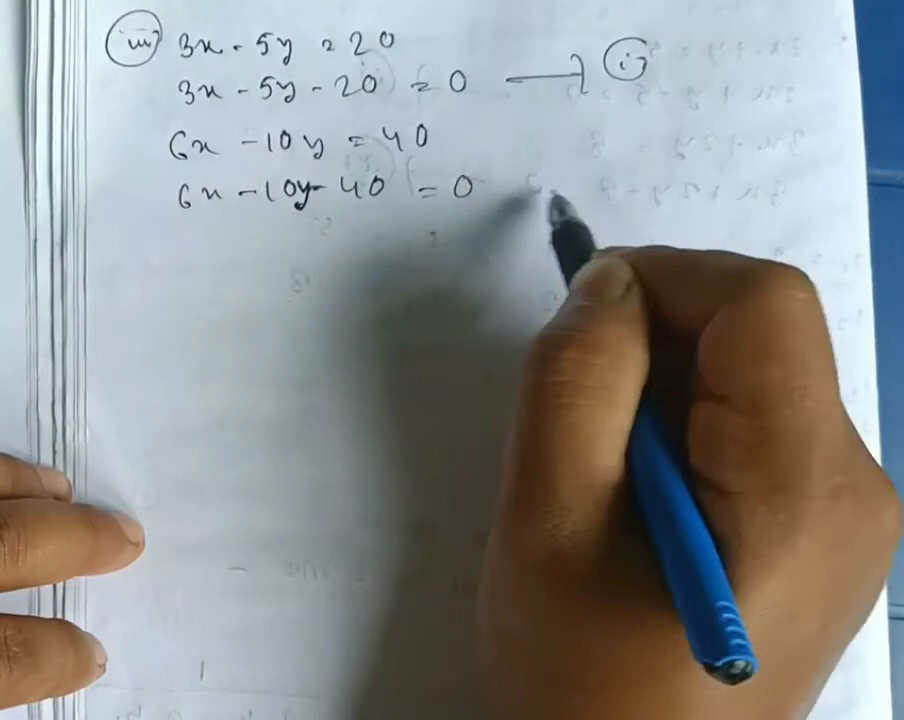 (iii) 3x - 5y = 20
3x - 5y - 20 = 0 → (i)
6x - 10y = 40
6x - 10y - 40 = 0